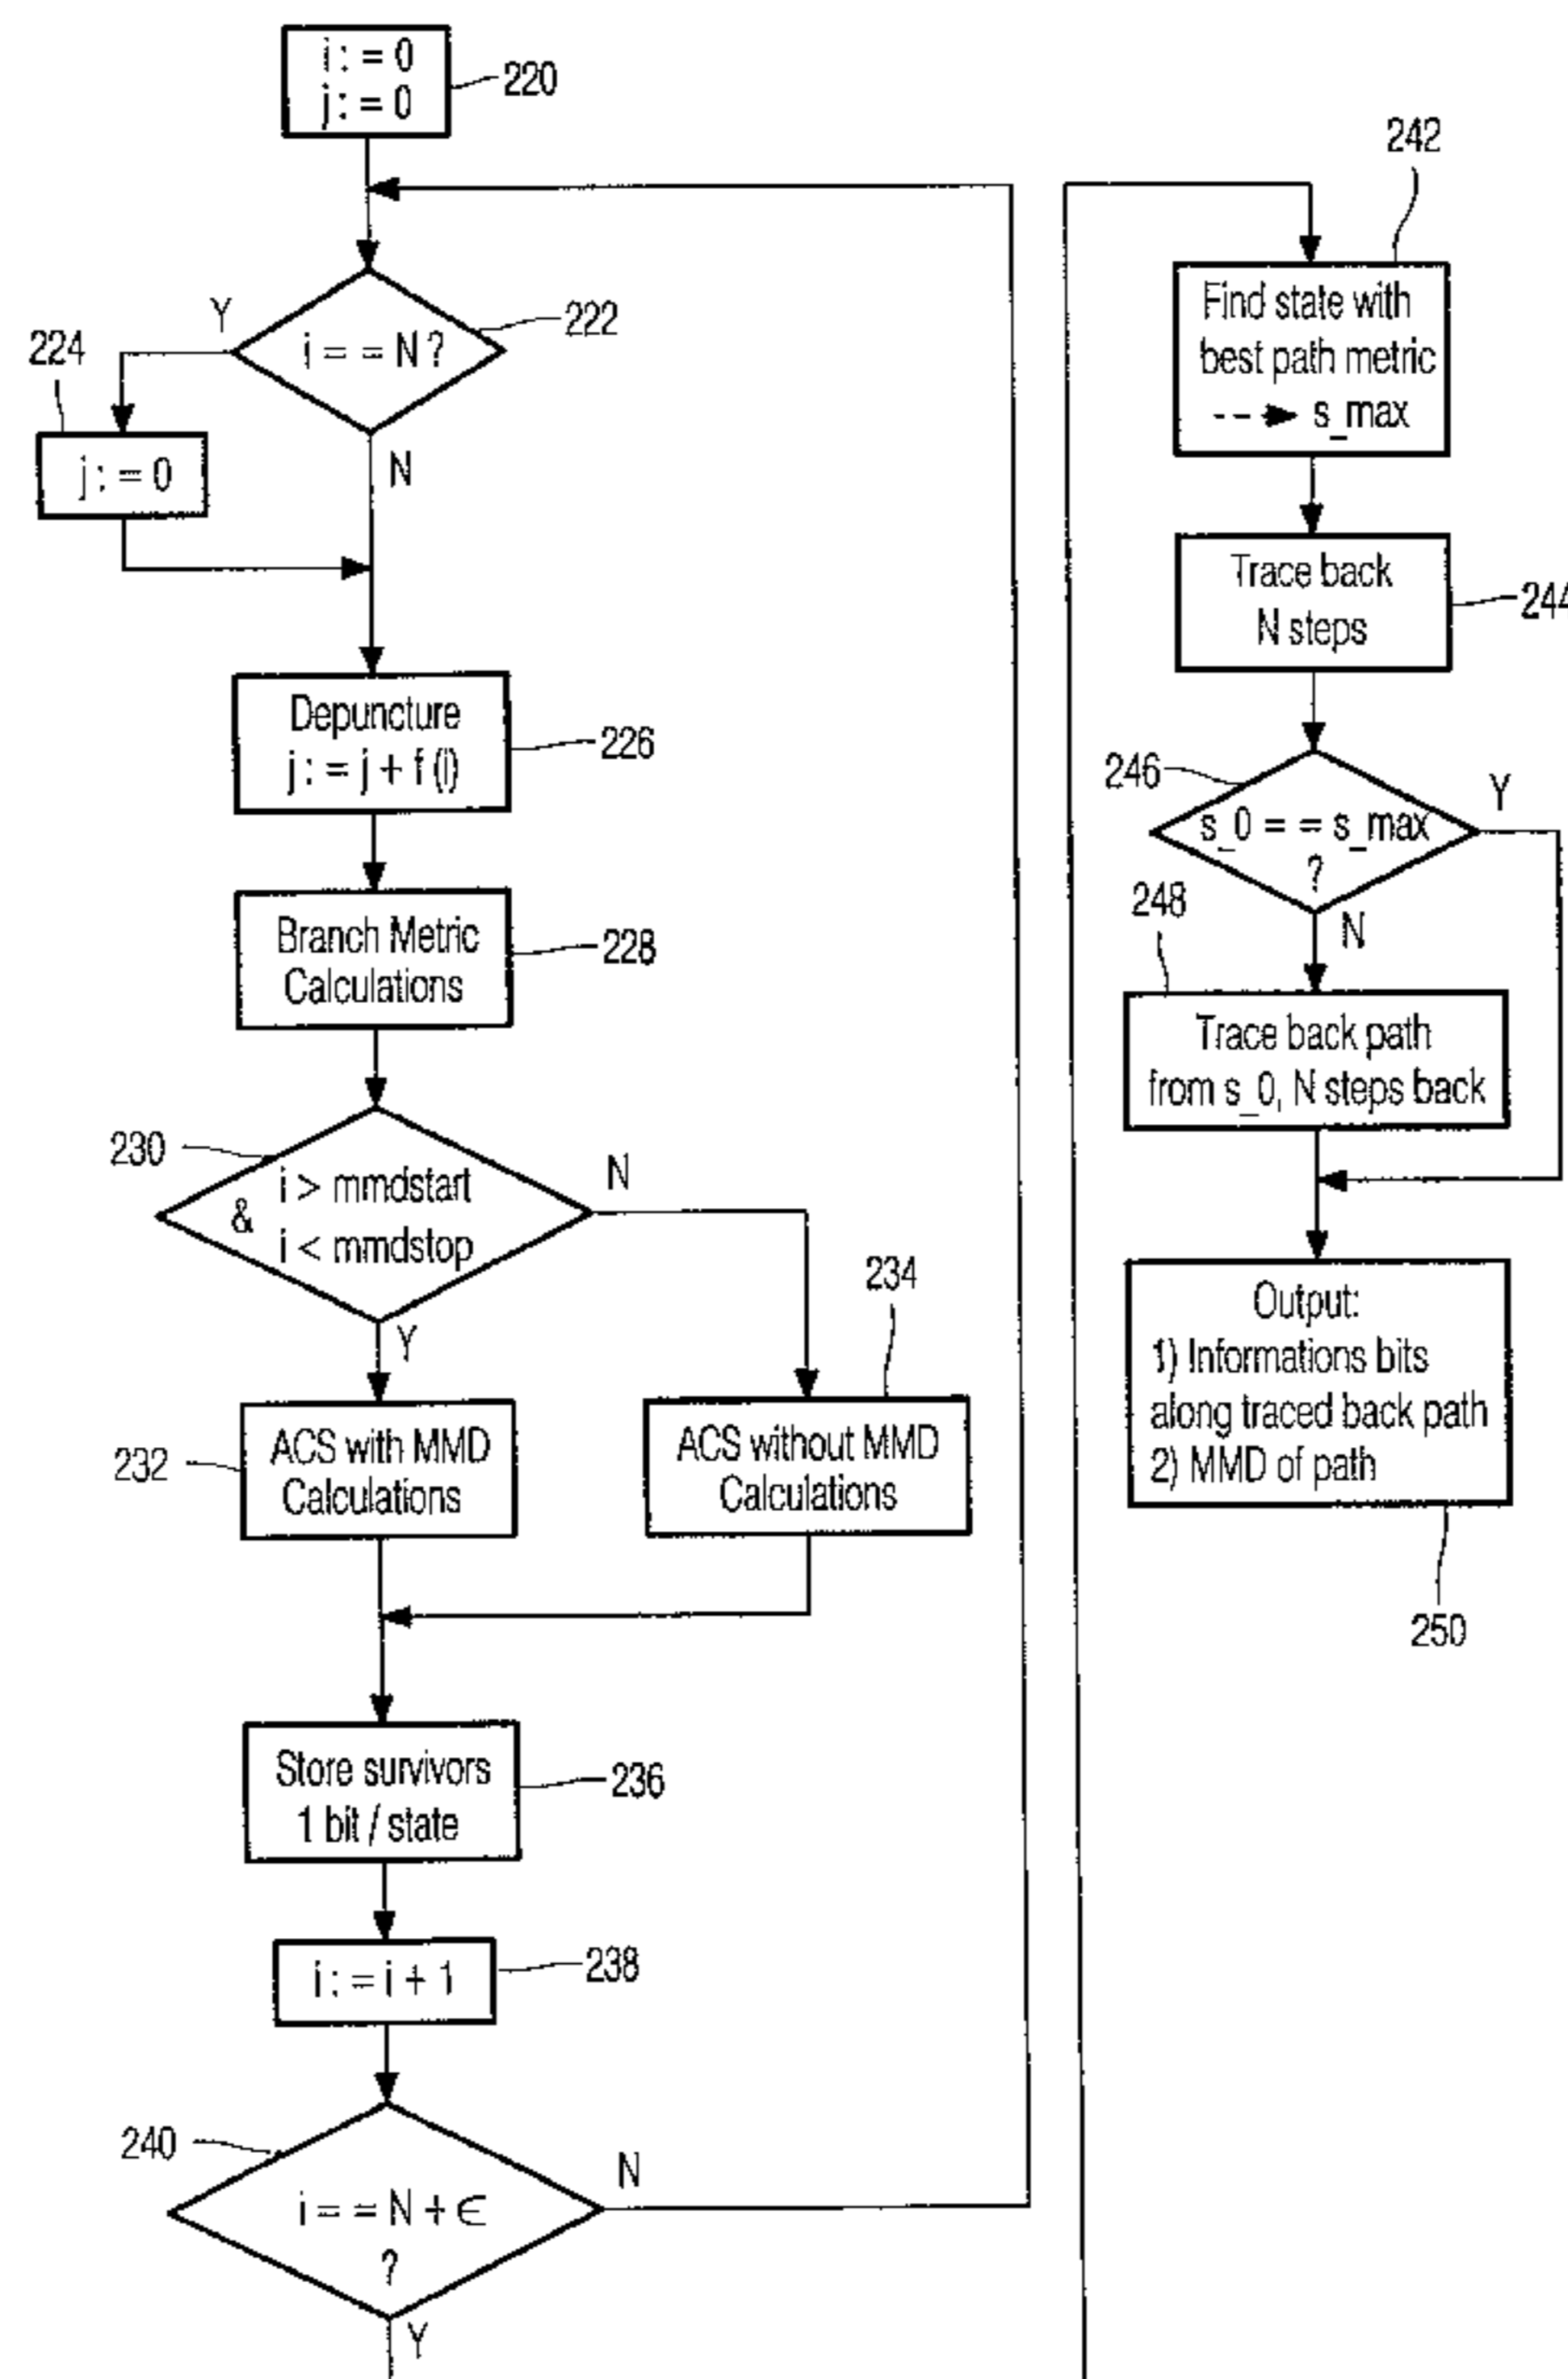 i : = 0
j : = 0
220
i = = N ?
222
Y
N
224
j : = 0
Depuncture
j : = j + f (i)
226
Branch Metric
Calculations
228
230
i > mmdstart
&
i < mmdstop
N
Y
232
ACS with MMD
Calculations
234
ACS without MMD
Calculations
Store survivors
1 bit / state
236
i : = i + 1
238
240
i = = N + ∈
?
N
Y
242
Find state with
best path metric
s_max
Trace back
N steps
244
246
s_0 = = s_max
?
Y
N
248
Trace back path
from s_0, N steps back
Output:
1) Informations bits
along traced back path
2) MMD of path
250